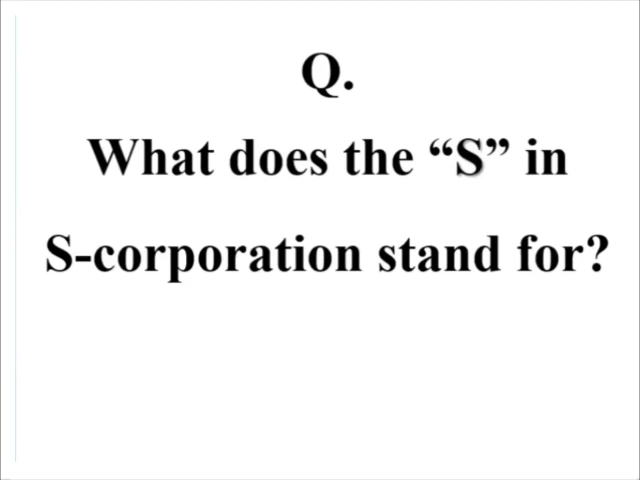 Q.
What does the “S” in
S-corporation stand for?